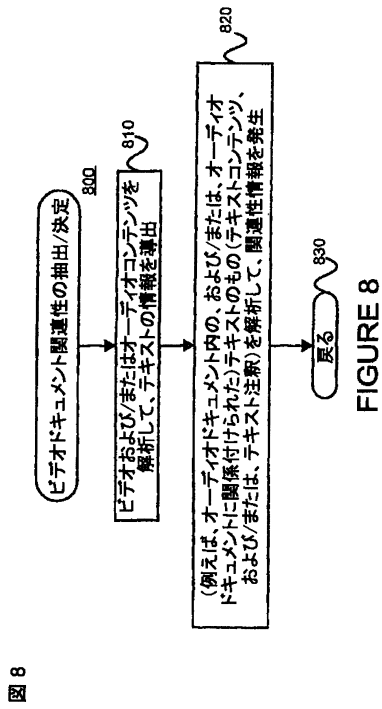 図 8
ビデオドキュメント関連性の抽出/決定
800
810
ビデオおよび/またはオーディオコンテンツを
解析して、テキストの情報を導出
820
(例えば、オーディオドキュメント内の、および/または、オーディオ
ドキュメントに関係付けられた)テキストのもの(テキストコンテンツ、
および/または、テキスト注釈)を解析して、関連性情報を発生
830
戻る
FIGURE 8